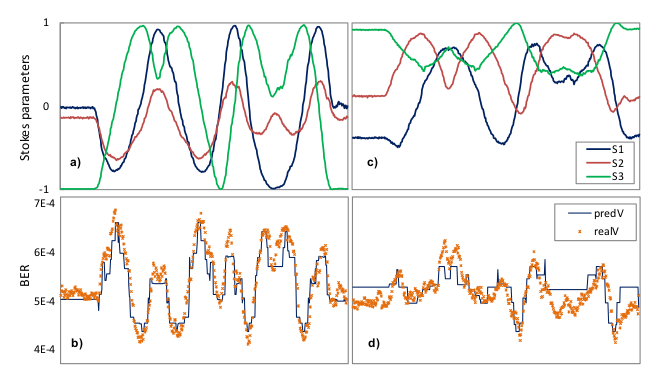 1
0
-1
Stokes parameters
a)
c)
S1
S2
S3
7E-4
6E-4
5E-4
4E-4
BER
b)
d)
predV
realV